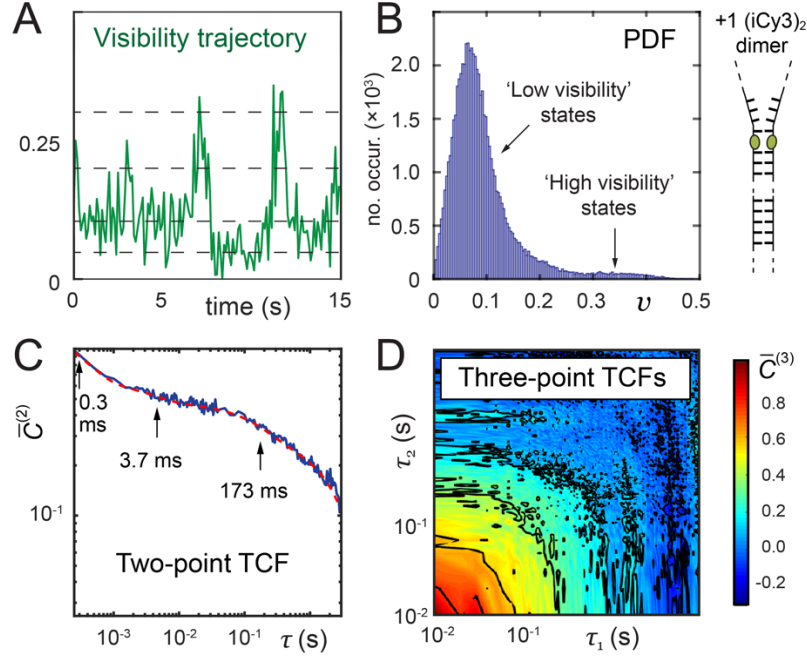 A
Visibility trajectory
0.25
0
0
5
10
15
time (s)
B
PDF
no. occur. (×10³)
2.0
1.5
1.0
0.5
0
'Low visibility'
states
'High visibility'
states
0
0.1
0.2
0.3
0.4
0.5
υ
+1 (iCy3)₂
dimer
C
C̅⁽²⁾
0.3
ms
3.7 ms
173 ms
10⁻¹
Two-point TCF
10⁻³
10⁻²
10⁻¹
10⁰
τ (s)
D
Three-point TCFs
τ₂ (s)
10⁻¹
10⁻²
10⁻²
10⁻¹
τ₁ (s)
C̅⁽³⁾
0.8
0.6
0.4
0.2
0.0
-0.2